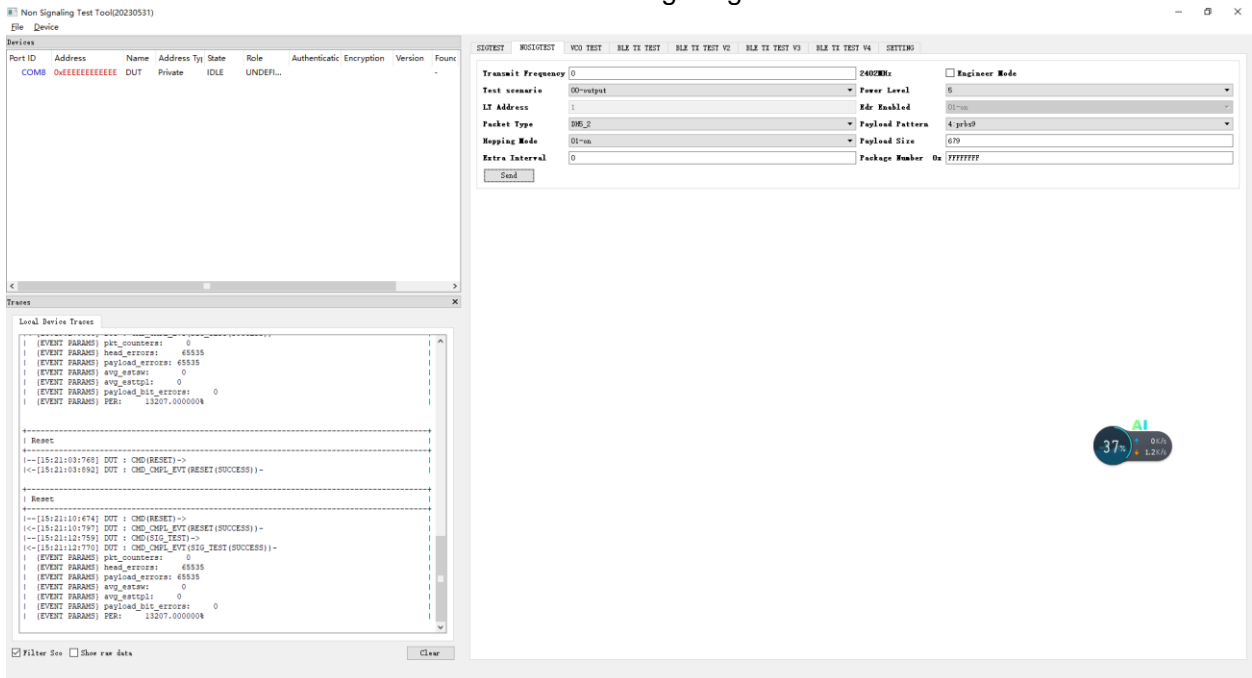 Non Signaling Test Tool(20230531)
File Device
Devices
Port ID Address Name Address Typ State Role Authenticatic Encryption Version Founc
COM8 0xEEEEEEEEEEEE DUT Private IDLE UNDEFI... -
SIGTEST NOSIGTEST VCO TEST BLE TX TEST BLE TX TEST V2 BLE TX TEST V3 BLE TX TEST V4 SETTING
Transmit Frequency 0 2402MHz Engineer Mode
Test scenario 00-output Power Level 5
LT Address 1 Edr Enabled 01-on
Packet Type DH5_2 Payload Pattern 4:prbs9
Hopping Mode 01-on Payload Size 679
Extra Interval 0 Package Number 0x FFFFFFFF
Send
Traces
Local Device Traces
| {EVENT PARAMS} pkt_counters: 0
| {EVENT PARAMS} head_errors: 65535
| {EVENT PARAMS} payload_errors: 65535
| {EVENT PARAMS} avg_estsw: 0
| {EVENT PARAMS} avg_esttpl: 0
| {EVENT PARAMS} payload_bit_errors: 0
| {EVENT PARAMS} PER: 13207.000000%
| Reset
|--[15:21:03:768] DUT : CMD(RESET)->
|<-[15:21:03:892] DUT : CMD_CMPL_EVT(RESET(SUCCESS))-
| Reset
|--[15:21:10:674] DUT : CMD(RESET)->
|<-[15:21:10:797] DUT : CMD_CMPL_EVT(RESET(SUCCESS))-
|--[15:21:12:759] DUT : CMD(SIG_TEST)->
|<-[15:21:12:770] DUT : CMD_CMPL_EVT(SIG_TEST(SUCCESS))-
| {EVENT PARAMS} pkt_counters: 0
| {EVENT PARAMS} head_errors: 65535
| {EVENT PARAMS} payload_errors: 65535
| {EVENT PARAMS} avg_estsw: 0
| {EVENT PARAMS} avg_esttpl: 0
| {EVENT PARAMS} payload_bit_errors: 0
| {EVENT PARAMS} PER: 13207.000000%
Filter Sco Show raw data Clear
AI
37% 0K/s
1.2K/s